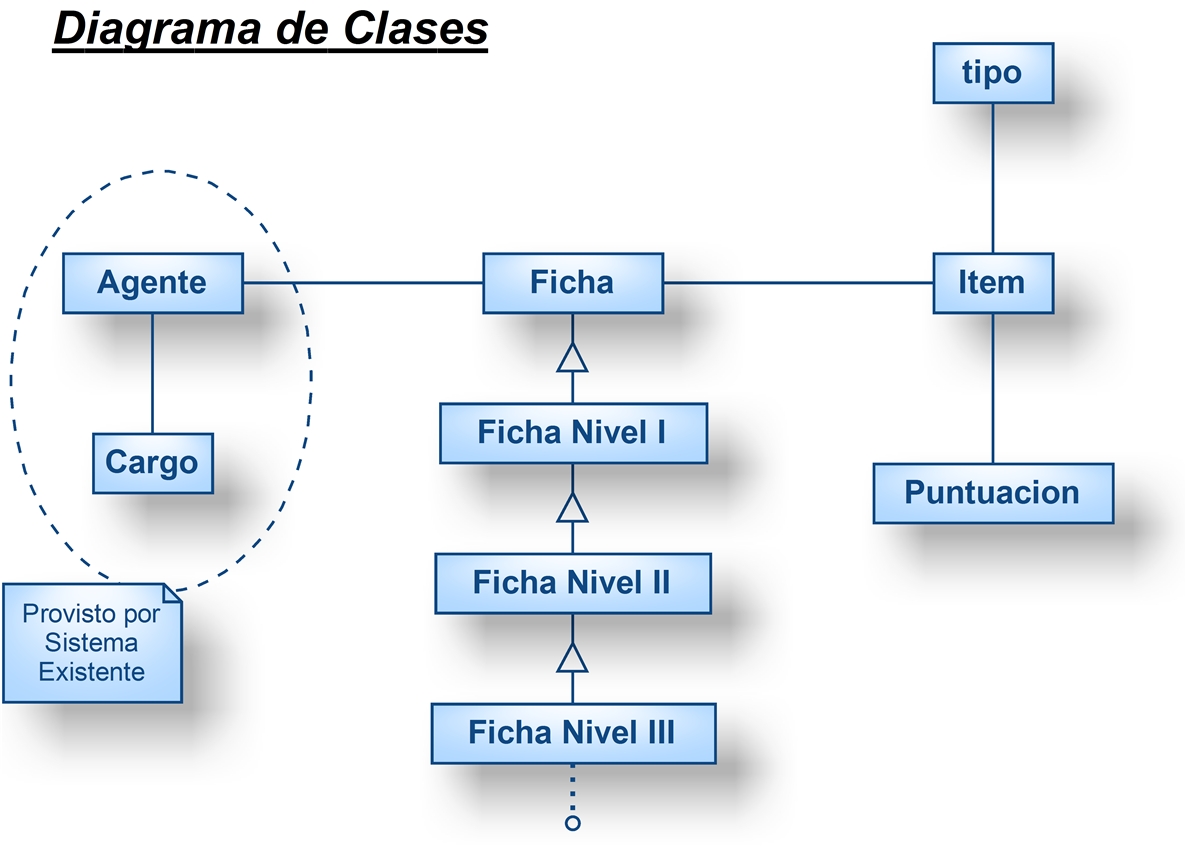 Diagrama de Clases
tipo
Agente
Ficha
Item
Ficha Nivel I
Cargo
Puntuacion
Ficha Nivel II
Provisto por
Sistema
Existente
Ficha Nivel III